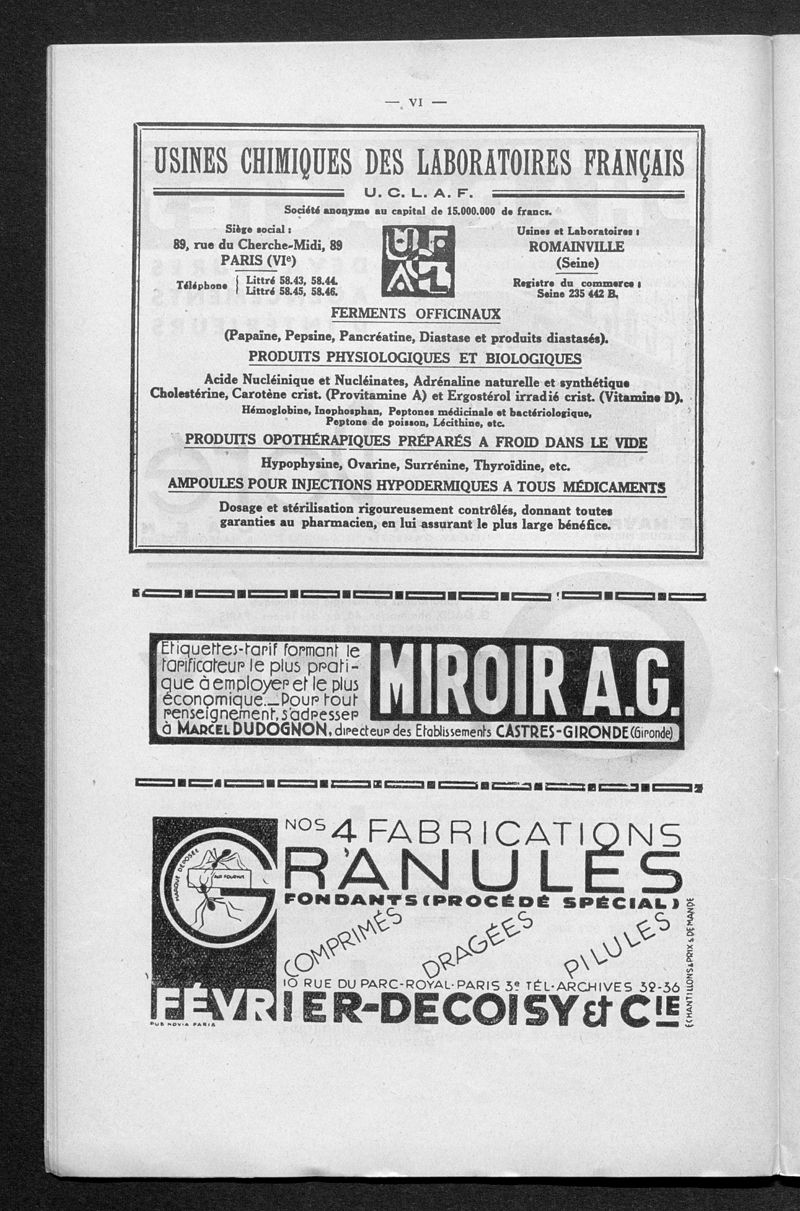 — VI —
USINES CHIMIQUES DES LABORATOIRES FRANÇAIS
U. C. L. A. F.
Société anonyme au capital de 15.000.000 de francs.
Siège social :
89, rue du Cherche-Midi, 89
PARIS (VIe)
Téléphone { Littré 58.43, 58.44.
Littré 58.45, 58.46.
UCLAF
Usines et Laboratoires :
ROMAINVILLE
(Seine)
Registre du commerce :
Seine 235 442 B.
FERMENTS OFFICINAUX
(Papaïne, Pepsine, Pancréatine, Diastase et produits diastasés).
PRODUITS PHYSIOLOGIQUES ET BIOLOGIQUES
Acide Nucléinique et Nucléinates, Adrénaline naturelle et synthétique
Cholestérine, Carotène crist. (Provitamine A) et Ergostérol irradié crist. (Vitamine D).
Hémoglobine, Inophosphan, Peptones médicinale et bactériologique,
Peptone de poisson, Lécithine, etc.
PRODUITS OPOTHÉRAPIQUES PRÉPARÉS A FROID DANS LE VIDE
Hypophysine, Ovarine, Surrénine, Thyroïdine, etc.
AMPOULES POUR INJECTIONS HYPODERMIQUES A TOUS MÉDICAMENTS
Dosage et stérilisation rigoureusement contrôlés, donnant toutes
garanties au pharmacien, en lui assurant le plus large bénéfice.
Etiquettes-tarif formant le
tarificateur le plus prati-
que à employer et le plus
économique._Pour tout
renseignement, s'adresser
à MARCEL DUDOGNON, directeur des Etablissements CASTRES-GIRONDE (Gironde)
MIROIR A.G.
NOS 4 FABRICATIONS
GRANULÉS
FONDANTS (PROCÉDÉ SPÉCIAL)
MARQUE DÉPOSÉE
AUX FOURMIS
COMPRIMÉS
DRAGÉES
PILULES
10 RUE DU PARC-ROYAL-PARIS 3e TÉL-ARCHIVES 39-36
FÉVRIER-DECOISY & CIE
ÉCHANTILLONS & PRIX S. DEMANDE
PUB NOVIA PARIS